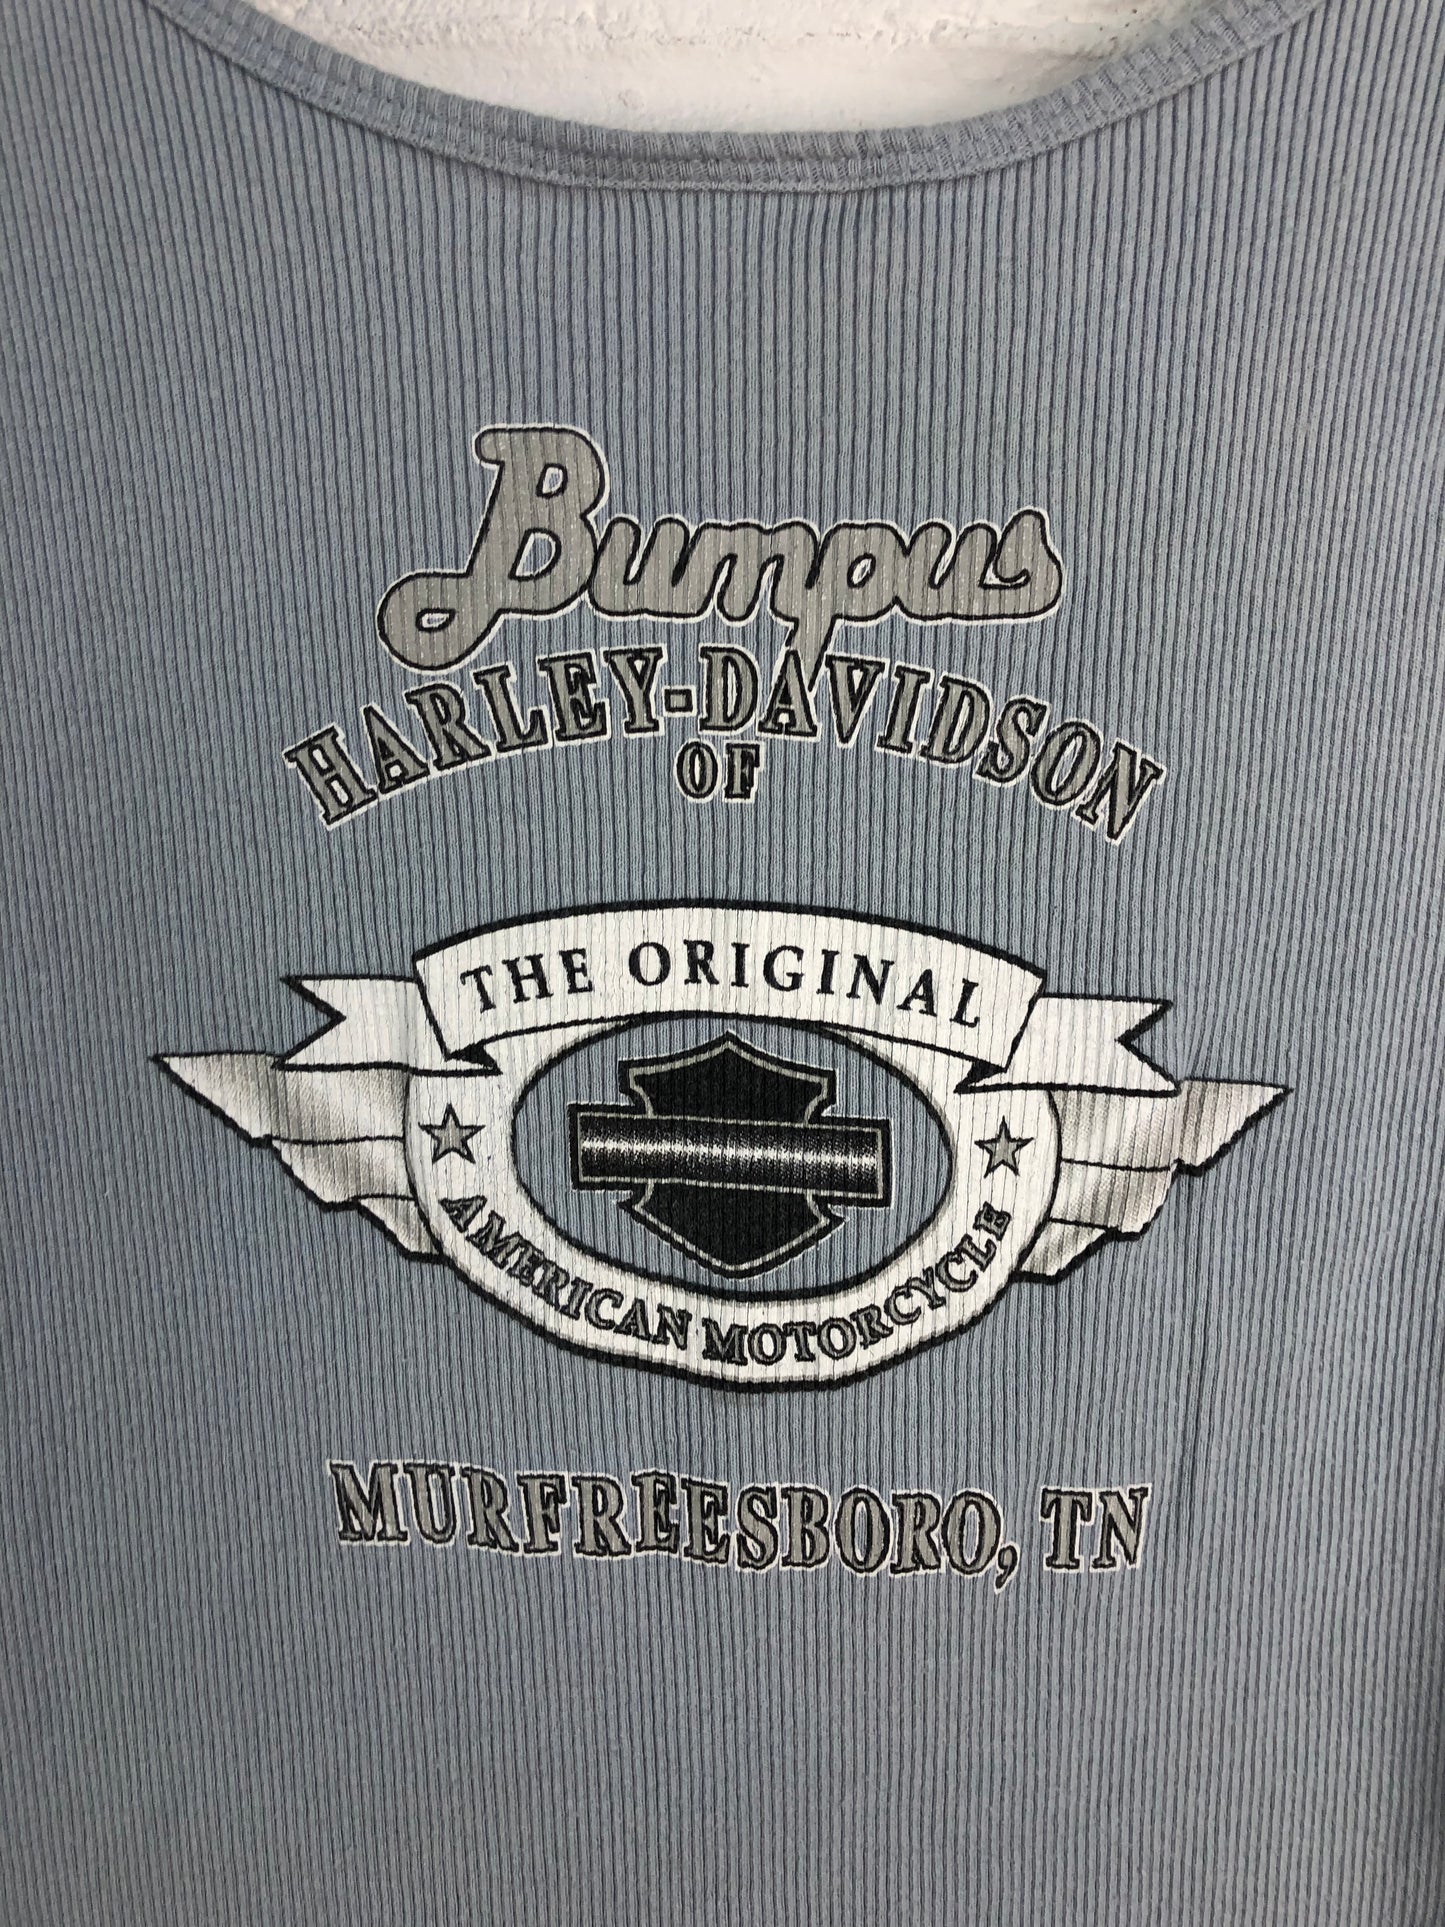 Bumpus
HARLEY-DAVIDSON
OF
THE ORIGINAL
AMERICAN MOTORCYCLE
MURFREESBORO, TN